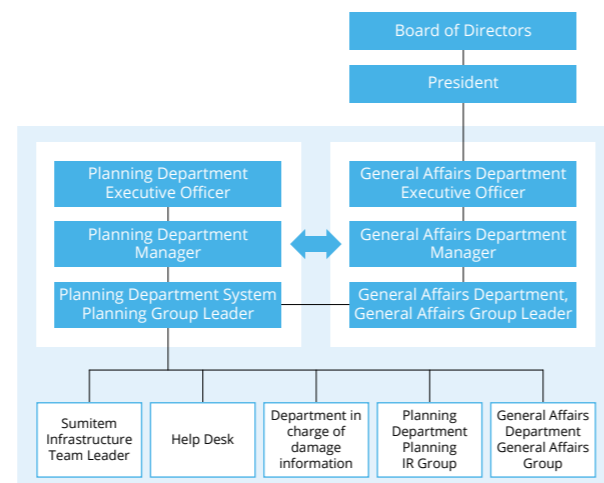 Board of Directors
President
Planning Department
Executive Officer
General Affairs Department
Executive Officer
Planning Department
Manager
General Affairs Department
Manager
Planning Department System
Planning Group Leader
General Affairs Department,
General Affairs Group Leader
Sumitem
Infrastructure
Team Leader
Help Desk
Department in
charge of
damage
information
Planning
Department
Planning
IR Group
General Affairs
Department
General Affairs
Group